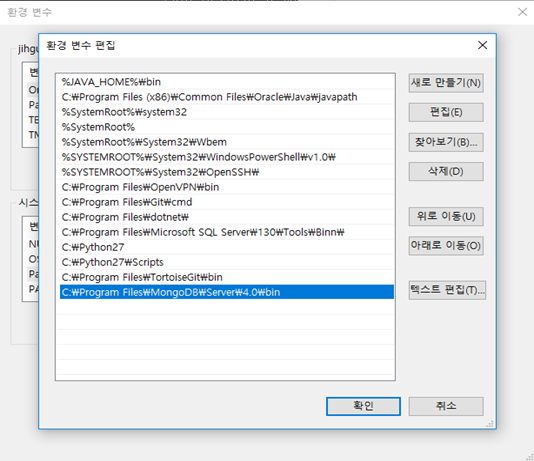 환경 변수
환경 변수 편집
jihgu
변
On
Pa
TE
TM
시스
변
NU
OS
Pa
PA
%JAVA_HOME%₩bin
C:₩Program Files (x86)₩Common Files₩Oracle₩Java₩javapath
%SystemRoot%₩system32
%SystemRoot%
%SystemRoot%₩System32₩Wbem
%SYSTEMROOT%₩System32₩WindowsPowerShell₩v1.0₩
%SYSTEMROOT%₩System32₩OpenSSH₩
C:₩Program Files₩OpenVPN₩bin
C:₩Program Files₩Git₩cmd
C:₩Program Files₩dotnet₩
C:₩Program Files₩Microsoft SQL Server₩130₩Tools₩Binn₩
C:₩Python27
C:₩Python27₩Scripts
C:₩Program Files₩TortoiseGit₩bin
C:₩Program Files₩MongoDB₩Server₩4.0₩bin
새로 만들기(N)
편집(E)
찾아보기(B)...
삭제(D)
위로 이동(U)
아래로 이동(O)
텍스트 편집(T)...
확인
취소